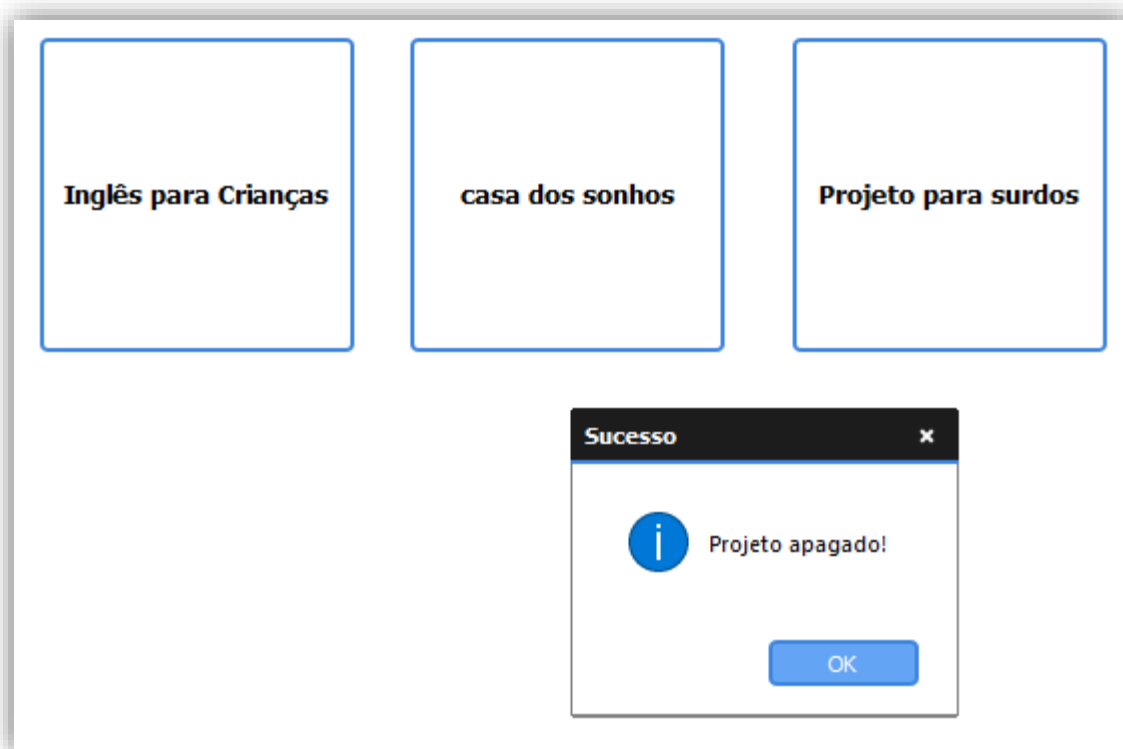 Inglês para Crianças
casa dos sonhos
Projeto para surdos
Sucesso
Projeto apagado!
OK